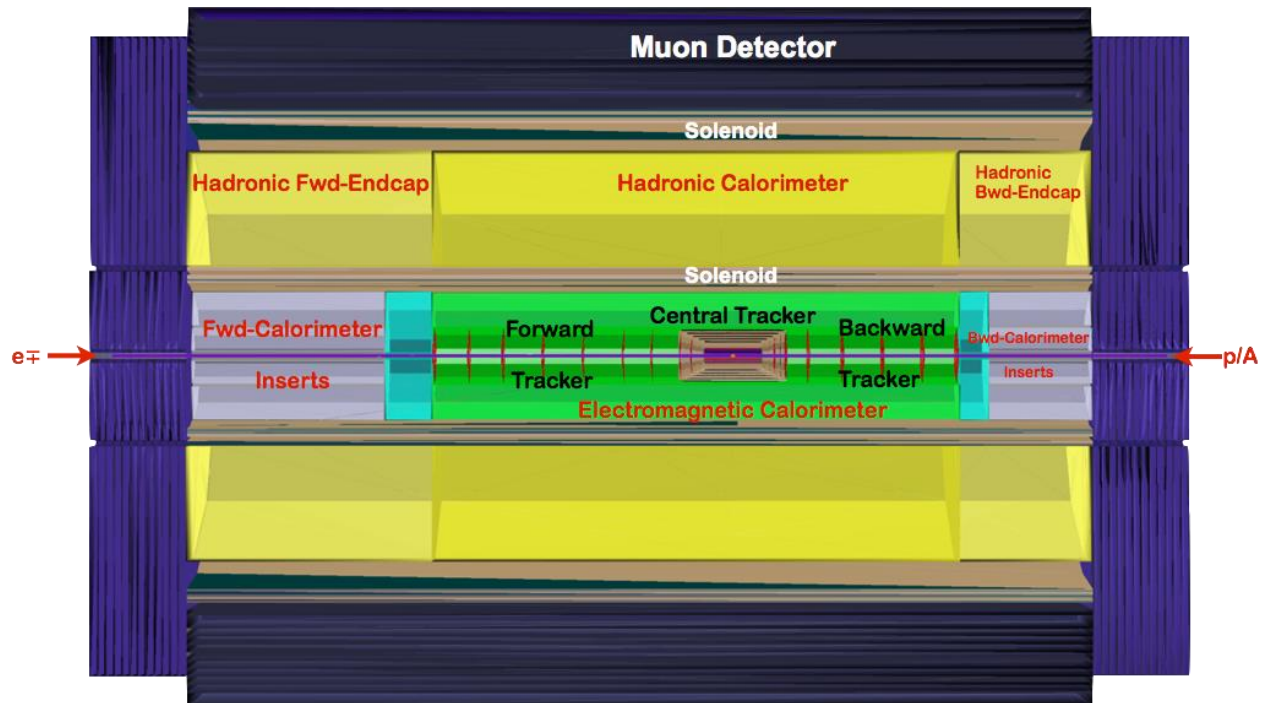 Muon Detector
Solenoid
Hadronic Fwd-Endcap
Hadronic Calorimeter
Hadronic
Bwd-Endcap
Solenoid
Fwd-Calorimeter
Forward
Central Tracker
Backward
Bwd-Calorimeter
e∓
p/A
Inserts
Tracker
Tracker
Inserts
Electromagnetic Calorimeter